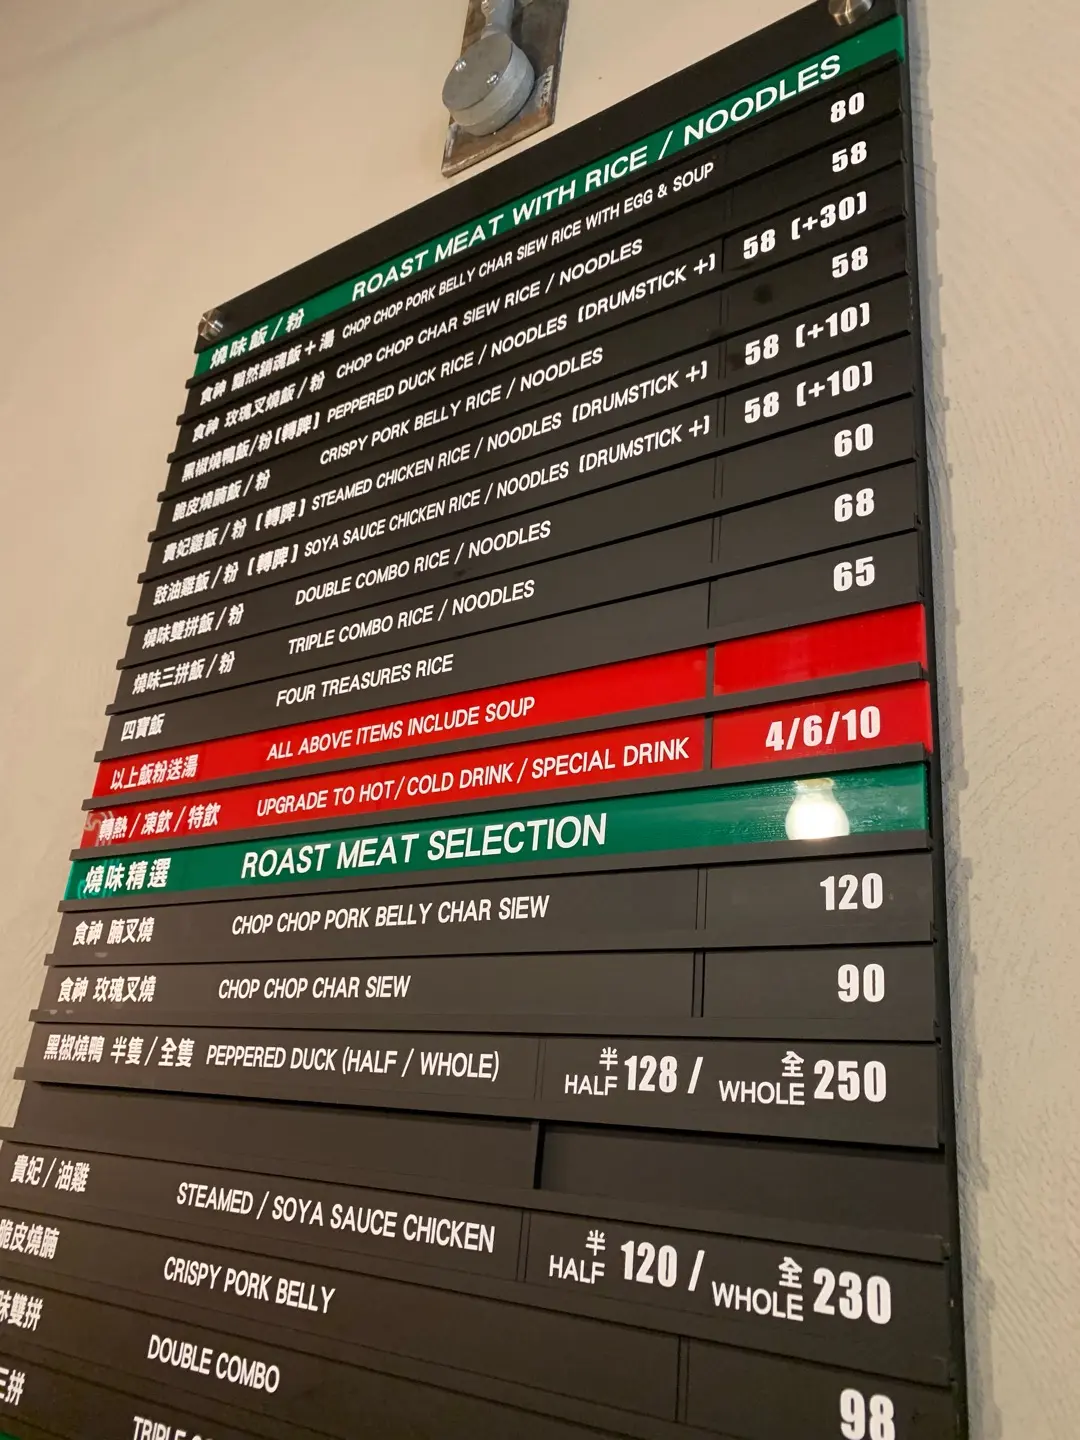 燒味飯 / 粉 ROAST MEAT WITH RICE / NOODLES
食神 黯然銷魂飯 + 湯 CHOP CHOP PORK BELLY CHAR SIEW RICE WITH EGG & SOUP 80
食神 玫瑰叉燒飯 / 粉 CHOP CHOP CHAR SIEW RICE / NOODLES 58
黑椒燒鴨飯/粉 [轉髀] PEPPERED DUCK RICE / NOODLES [DRUMSTICK +] 58 [+30]
脆皮燒腩飯 / 粉 CRISPY PORK BELLY RICE / NOODLES 58
貴妃雞飯 / 粉 [轉髀] STEAMED CHICKEN RICE / NOODLES [DRUMSTICK +] 58 [+10]
豉油雞飯 / 粉 [轉髀] SOYA SAUCE CHICKEN RICE / NOODLES [DRUMSTICK +] 58 [+10]
燒味雙拼飯 / 粉 DOUBLE COMBO RICE / NOODLES 60
燒味三拼飯 / 粉 TRIPLE COMBO RICE / NOODLES 68
四寶飯 FOUR TREASURES RICE 65
以上飯粉送湯 ALL ABOVE ITEMS INCLUDE SOUP
轉熱 / 凍飲 / 特飲 UPGRADE TO HOT / COLD DRINK / SPECIAL DRINK 4/6/10
燒味精選 ROAST MEAT SELECTION
食神 腩叉燒 CHOP CHOP PORK BELLY CHAR SIEW 120
食神 玫瑰叉燒 CHOP CHOP CHAR SIEW 90
黑椒燒鴨 半隻 / 全隻 PEPPERED DUCK (HALF / WHOLE) 半 HALF 128 / 全 WHOLE 250
貴妃 / 油雞 STEAMED / SOYA SAUCE CHICKEN 半 HALF 120 / 全 WHOLE 230
脆皮燒腩 CRISPY PORK BELLY 98
味雙拼 DOUBLE COMBO
三拼 TRIPLE